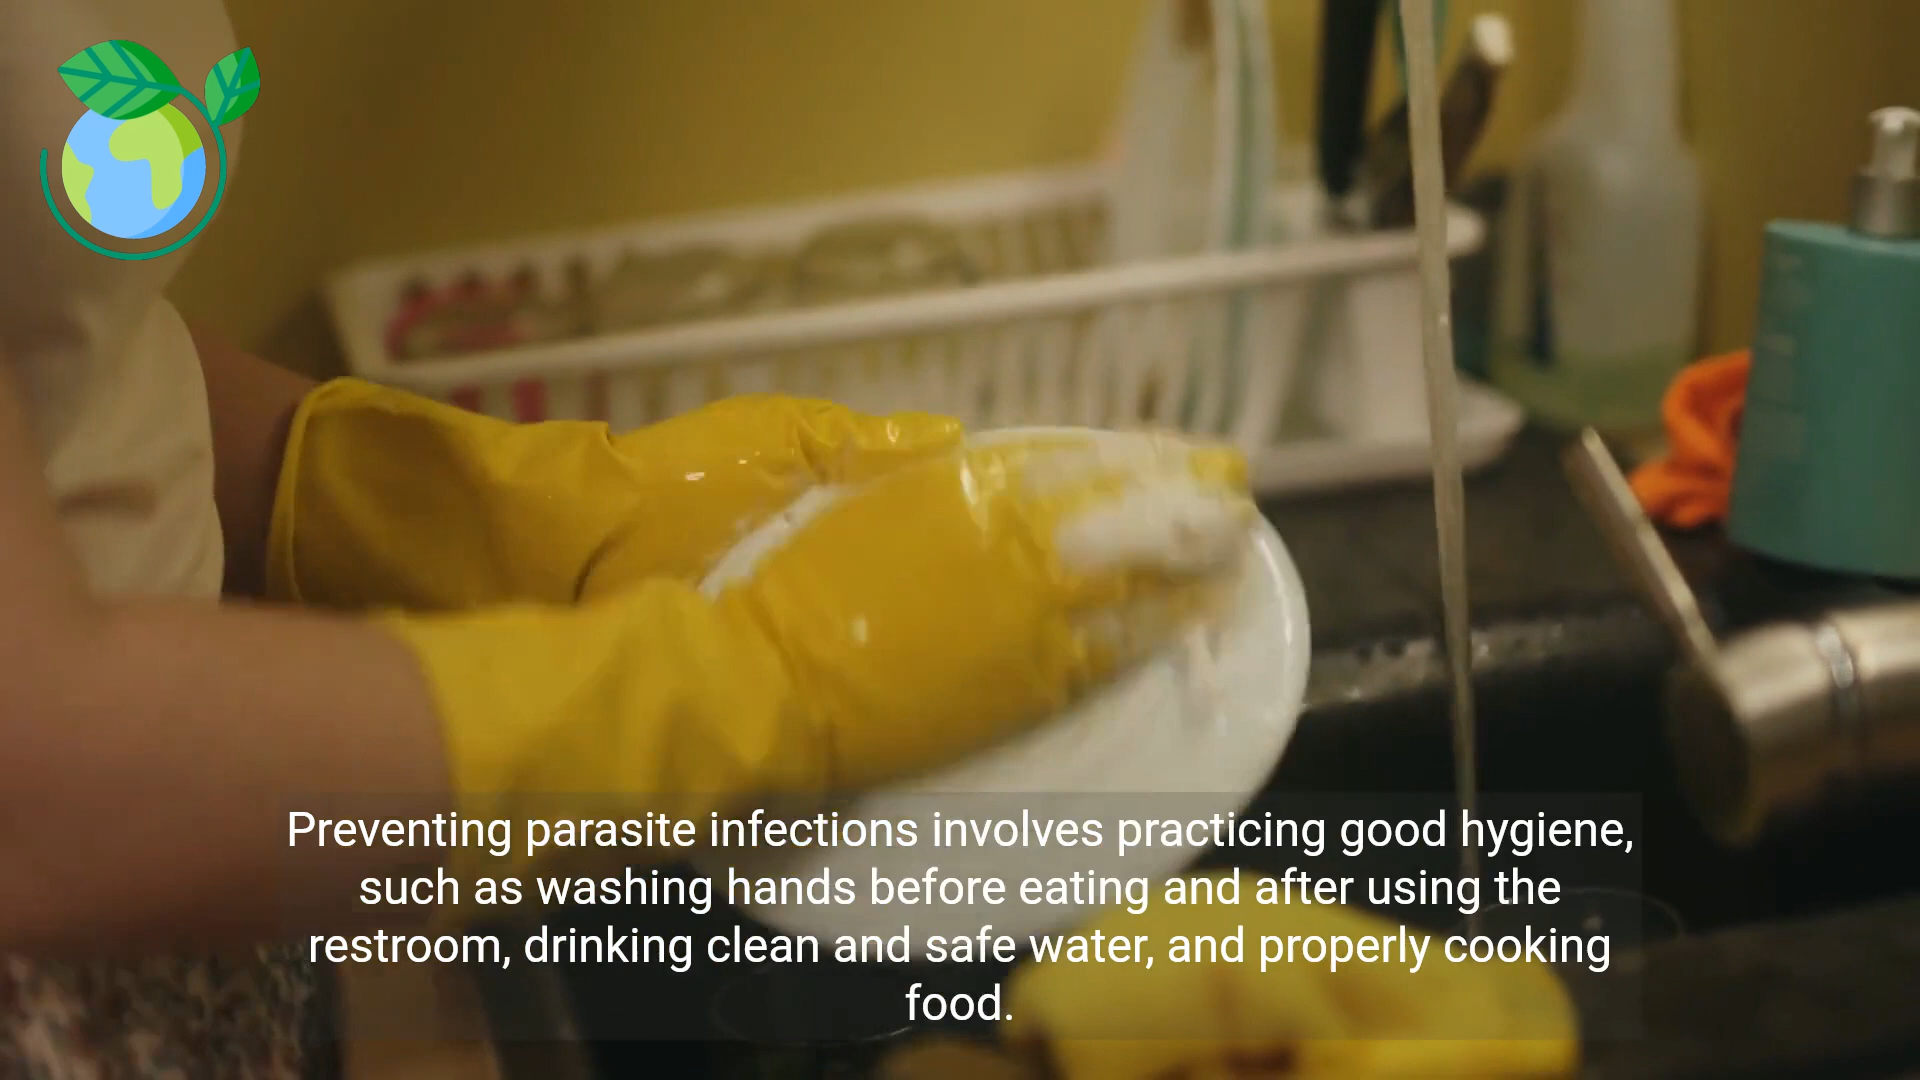 Preventing parasite infections involves practicing good hygiene,
such as washing hands before eating and after using the
restroom, drinking clean and safe water, and properly cooking
food.